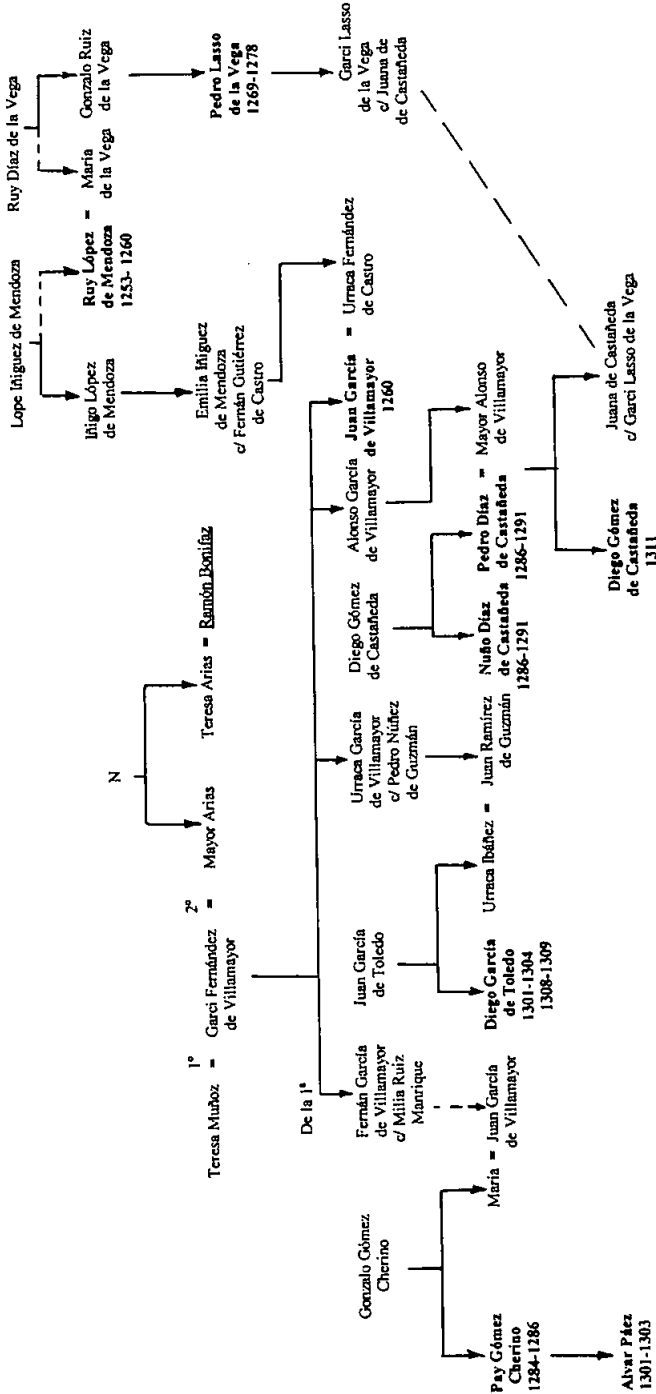 Lope Iñiguez de Mendoza
Ruy Díaz de la Vega
Iñigo López
de Mendoza
Ruy López
de Mendoza
1253- 1260
=
María
de la Vega
Gonzalo Ruiz
de la Vega
Emilia Iñiguez
de Mendoza
c/ Fernán Gutiérrez
de Castro
Pedro Lasso
de la Vega
1269-1278
N
Teresa Muñoz
1º
=
Garci Fernández
de Villamayor
2º
=
Mayor Arias
Teresa Arias = Ramón Bonifaz
De la 1ª
Fernán García
de Villamayor
c/ Milia Ruiz
Manrique
Juan García
de Toledo
Urraca García
de Villamayor
c/ Pedro Núñez
de Guzmán
Diego Gómez
de Castañeda
Alonso García
de Villamayor
Juan García
de Villamayor
1260
=
Urraca Fernández
de Castro
Garci Lasso
de la Vega
c/ Juana de
de Castañeda
Gonzalo Gómez
Cherino
María
=
Juan García
de Villamayor
Diego García
de Toledo
1301-1304
1308-1309
Urraca Ibáñez
=
Juan Ramírez
de Guzmán
Nuño Díaz
de Castañeda
1286-1291
Pedro Díaz
de Castañeda
1286-1291
=
Mayor Alonso
de Villamayor
Pay Gómez
Cherino
1284-1286
Diego Gómez
de Castañeda
1311
Juana de Castañeda
c/ Garci Lasso de la Vega
Alvar Páez
1301-1303